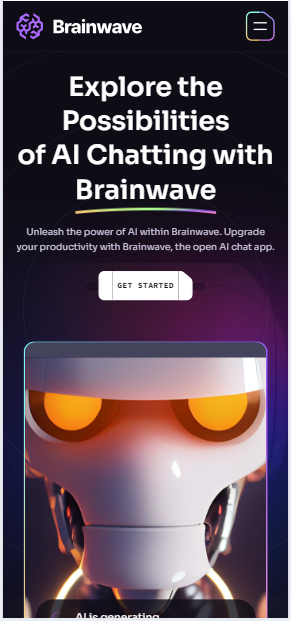 Brainwave
Explore the
Possibilities
of AI Chatting with
Brainwave
Unleash the power of AI within Brainwave. Upgrade
your productivity with Brainwave, the open AI chat app.
GET STARTED
AI is generating